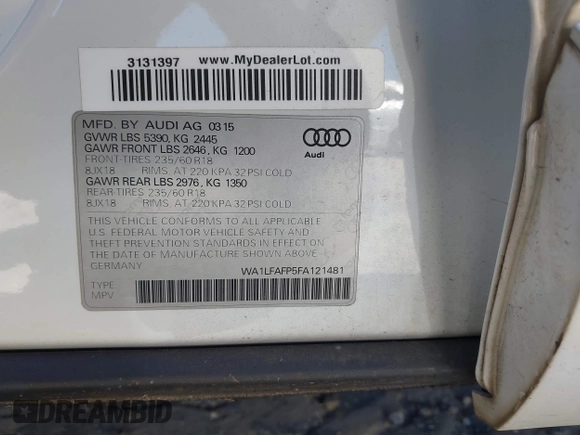 3131397 www.MyDealerLot.com
MFD. BY AUDI AG 03 15
GVWR LBS 5390, KG 2445
GAWR FRONT LBS 2646, KG 1200
FRONT-TIRES 235/60 R18
8JX18 RIMS, AT 220 KPA 32 PSI COLD
GAWR REAR LBS 2976, KG 1350
REAR-TIRES 235/60 R18
8JX18 RIMS, AT 220 KPA 32 PSI COLD
Audi
THIS VEHICLE CONFORMS TO ALL APPLICABLE
U.S. FEDERAL MOTOR VEHICLE SAFETY AND
THEFT PREVENTION STANDARDS IN EFFECT ON
THE DATE OF MANUFACTURE SHOWN ABOVE.
GERMANY
WA1LFAFP5FA121481
TYPE
MPV
DREAMBID